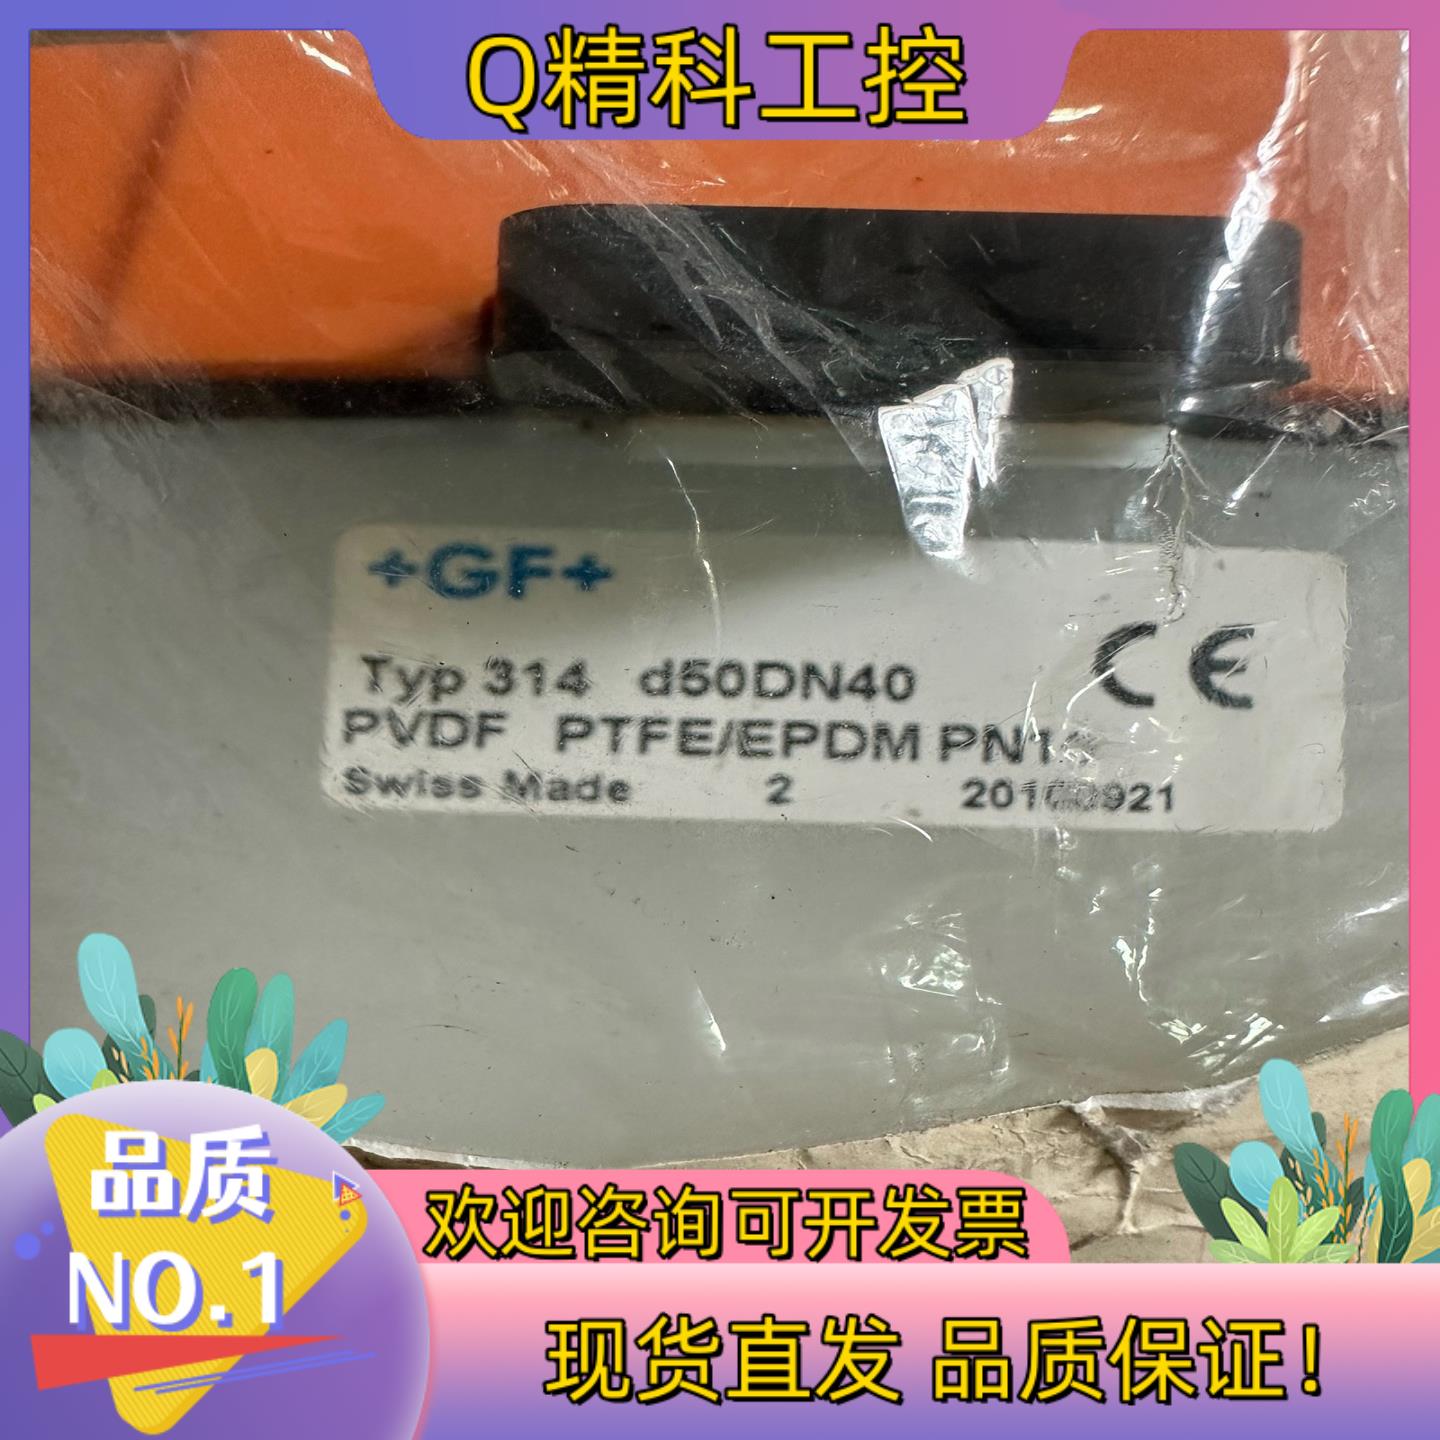 Q精科工控
+GF+
Typ 314 d50DN40
CE
PVDF PTFE/EPDM
Swiss Made 2
品质
NO.1
欢迎咨询可开发票
现货直发 品质保证!